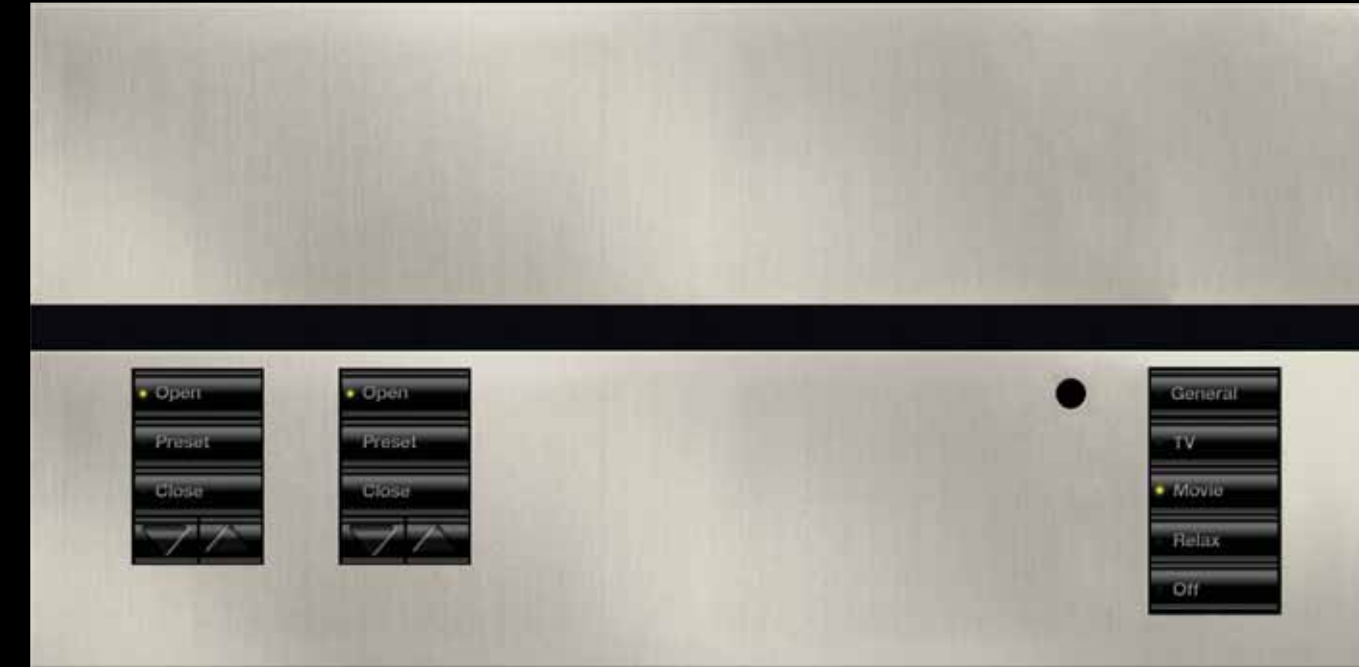 Open
Preset
Close
Open
Preset
Close
General
TV
Movie
Relax
Off